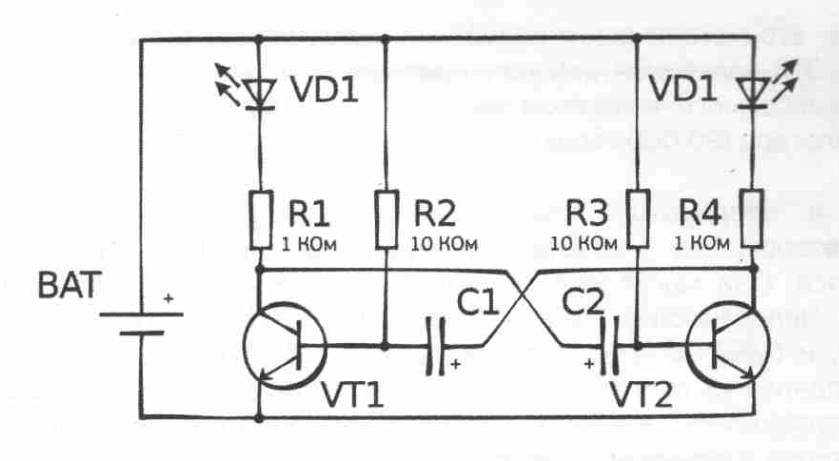 VD1 VD1
R1 R2 R3 R4
1 КОм 10 КОм 10 КОм 1 КОм
BAT + C1 C2
+ +
VT1 VT2